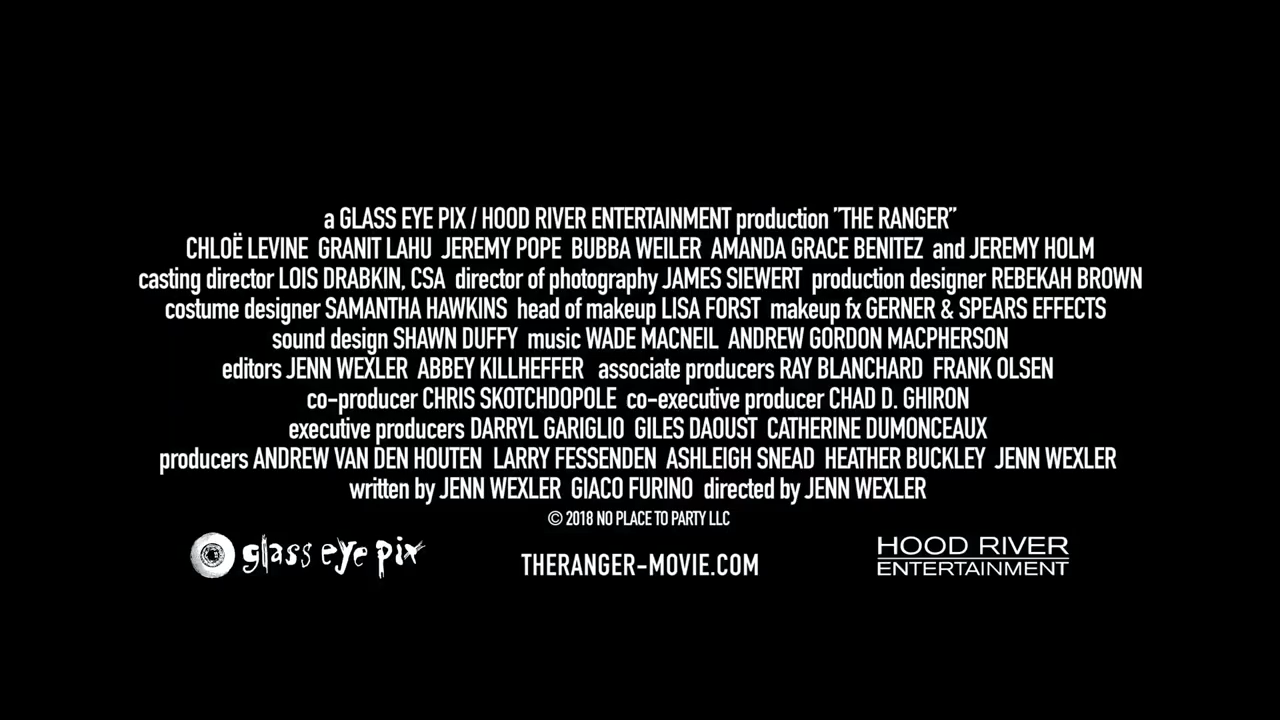 a GLASS EYE PIX / HOOD RIVER ENTERTAINMENT production "THE RANGER"
CHLOË LEVINE GRANIT LAHU JEREMY POPE BUBBA WEILER AMANDA GRACE BENITEZ and JEREMY HOLM
casting director LOIS DRABKIN, CSA director of photography JAMES SIEWERT production designer REBEKAH BROWN
costume designer SAMANTHA HAWKINS head of makeup LISA FORST makeup fx GERNER & SPEARS EFFECTS
sound design SHAWN DUFFY music WADE MACNEIL ANDREW GORDON MACPHERSON
editors JENN WEXLER ABBEY KILLHEFFER associate producers RAY BLANCHARD FRANK OLSEN
co-producer CHRIS SKOTCHDOPOLE co-executive producer CHAD D. GHIRON
executive producers DARRYL GARIGLIO GILES DAOUST CATHERINE DUMONCEAUX
producers ANDREW VAN DEN HOUTEN LARRY FESSENDEN ASHLEIGH SNEAD HEATHER BUCKLEY JENN WEXLER
written by JENN WEXLER GIACO FURINO directed by JENN WEXLER
© 2018 NO PLACE TO PARTY LLC
glass eye pix
THERANGER-MOVIE.COM
HOOD RIVER
ENTERTAINMENT